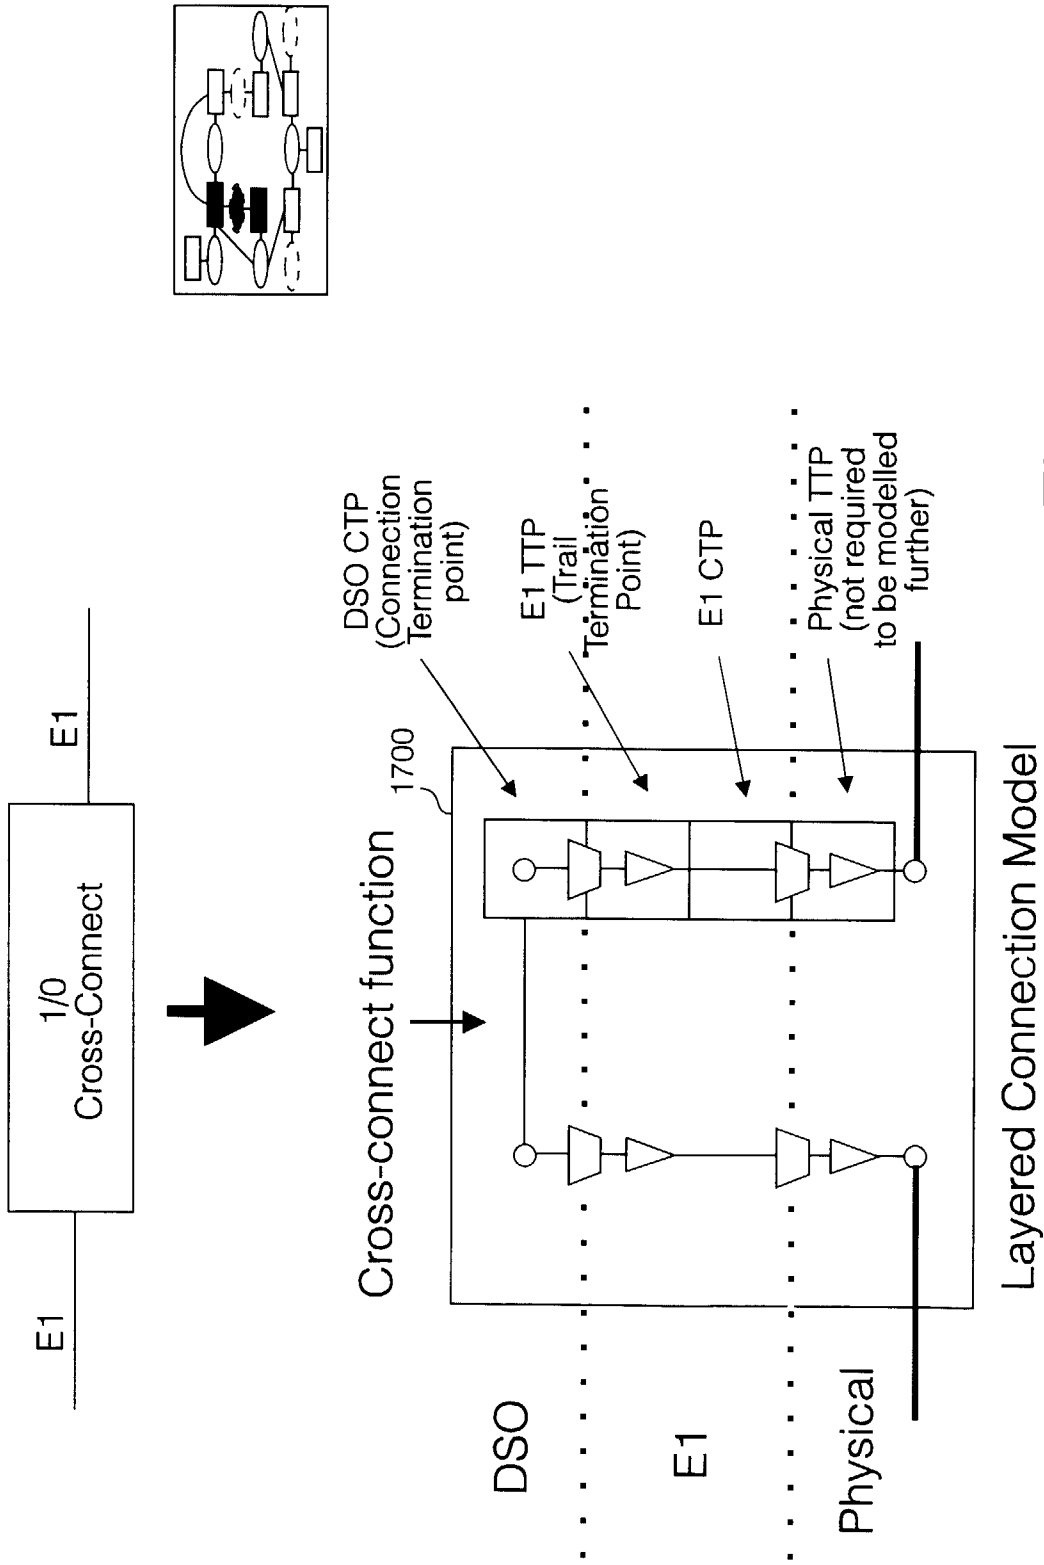 E1
1/0
Cross-Connect
E1
Cross-connect function
1700
DSO CTP
(Connection
Termination
point)
E1 TTP
(Trail
Termination
Point)
E1 CTP
Physical TTP
(not required
to be modelled
further)
DSO
E1
Physical
Layered Connection Model